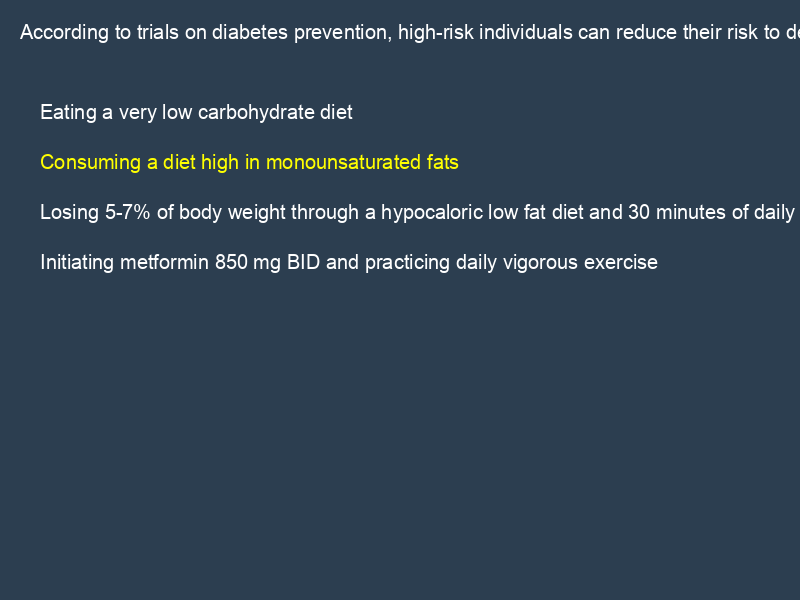 According to trials on diabetes prevention, high-risk individuals can reduce their risk to
Eating a very low carbohydrate diet
Consuming a diet high in monounsaturated fats
Losing 5-7% of body weight through a hypocaloric low fat diet and 30 minutes of daily
Initiating metformin 850 mg BID and practicing daily vigorous exercise